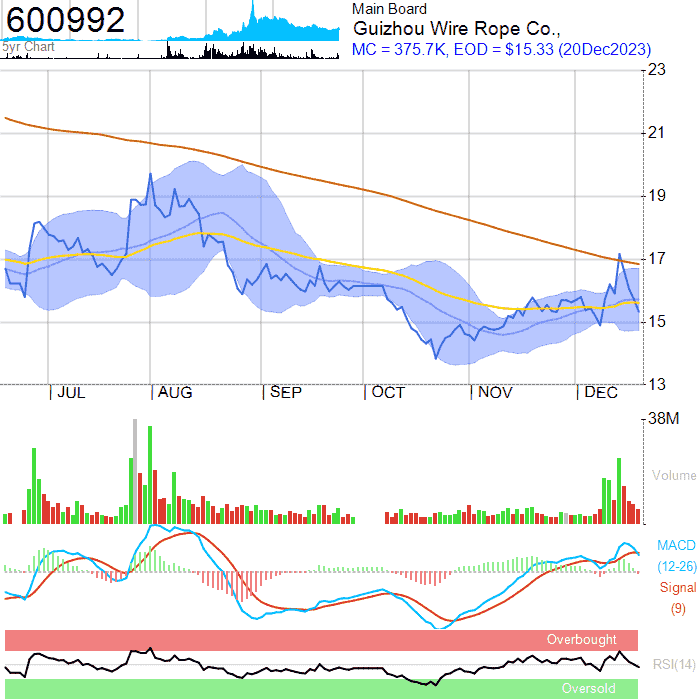 600992
Main Board
Guizhou Wire Rope Co.,
MC = 375.7K, EOD = $15.33 (20Dec2023)
5yr Chart
23
21
19
17
15
13
JUL
AUG
SEP
OCT
NOV
DEC
38M
Volume
MACD
(12-26)
Signal
(9)
Overbought
RSI(14)
Oversold